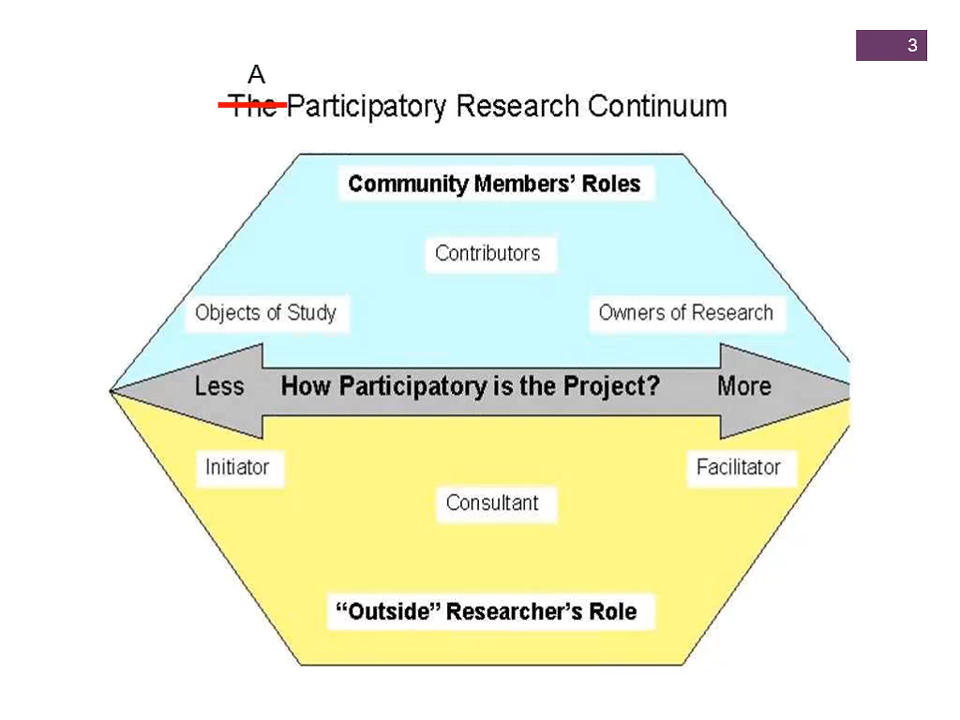 3
A
The Participatory Research Continuum
Community Members' Roles
Contributors
Objects of Study
Owners of Research
Less
How Participatory is the Project?
More
Initiator
Facilitator
Consultant
“Outside” Researcher’s Role